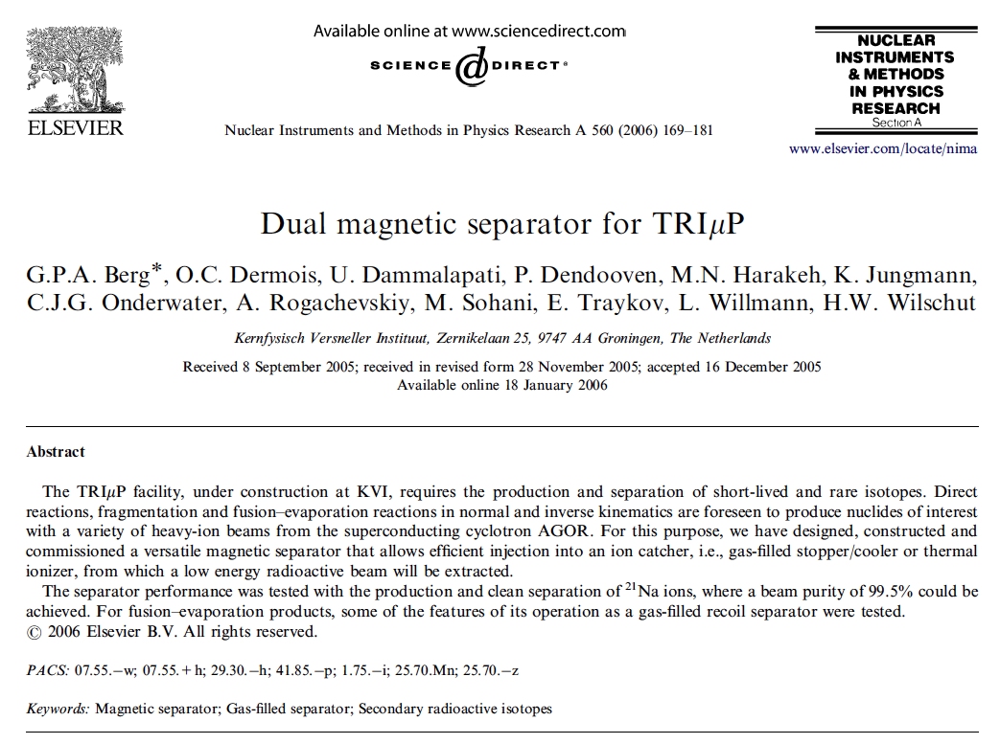 Available online at www.sciencedirect.com
SCIENCE DIRECT®
ELSEVIER
Nuclear Instruments and Methods in Physics Research A 560 (2006) 169–181
NUCLEAR
INSTRUMENTS
& METHODS
IN PHYSICS
RESEARCH
Section A
www.elsevier.com/locate/nima
Dual magnetic separator for TRIμP
G.P.A. Berg*, O.C. Dermois, U. Dammalapati, P. Dendooven, M.N. Harakeh, K. Jungmann,
C.J.G. Onderwater, A. Rogachevskiy, M. Sohani, E. Traykov, L. Willmann, H.W. Wilschut
Kernfysisch Versneller Instituut, Zernikelaan 25, 9747 AA Groningen, The Netherlands
Received 8 September 2005; received in revised form 28 November 2005; accepted 16 December 2005
Available online 18 January 2006
Abstract
The TRIμP facility, under construction at KVI, requires the production and separation of short-lived and rare isotopes. Direct
reactions, fragmentation and fusion–evaporation reactions in normal and inverse kinematics are foreseen to produce nuclides of interest
with a variety of heavy-ion beams from the superconducting cyclotron AGOR. For this purpose, we have designed, constructed and
commissioned a versatile magnetic separator that allows efficient injection into an ion catcher, i.e., gas-filled stopper/cooler or thermal
ionizer, from which a low energy radioactive beam will be extracted.
The separator performance was tested with the production and clean separation of ²¹Na ions, where a beam purity of 99.5% could be
achieved. For fusion–evaporation products, some of the features of its operation as a gas-filled recoil separator were tested.
© 2006 Elsevier B.V. All rights reserved.
PACS: 07.55.−w; 07.55.+h; 29.30.−h; 41.85.−p; 1.75.−i; 25.70.Mn; 25.70.−z
Keywords: Magnetic separator; Gas-filled separator; Secondary radioactive isotopes